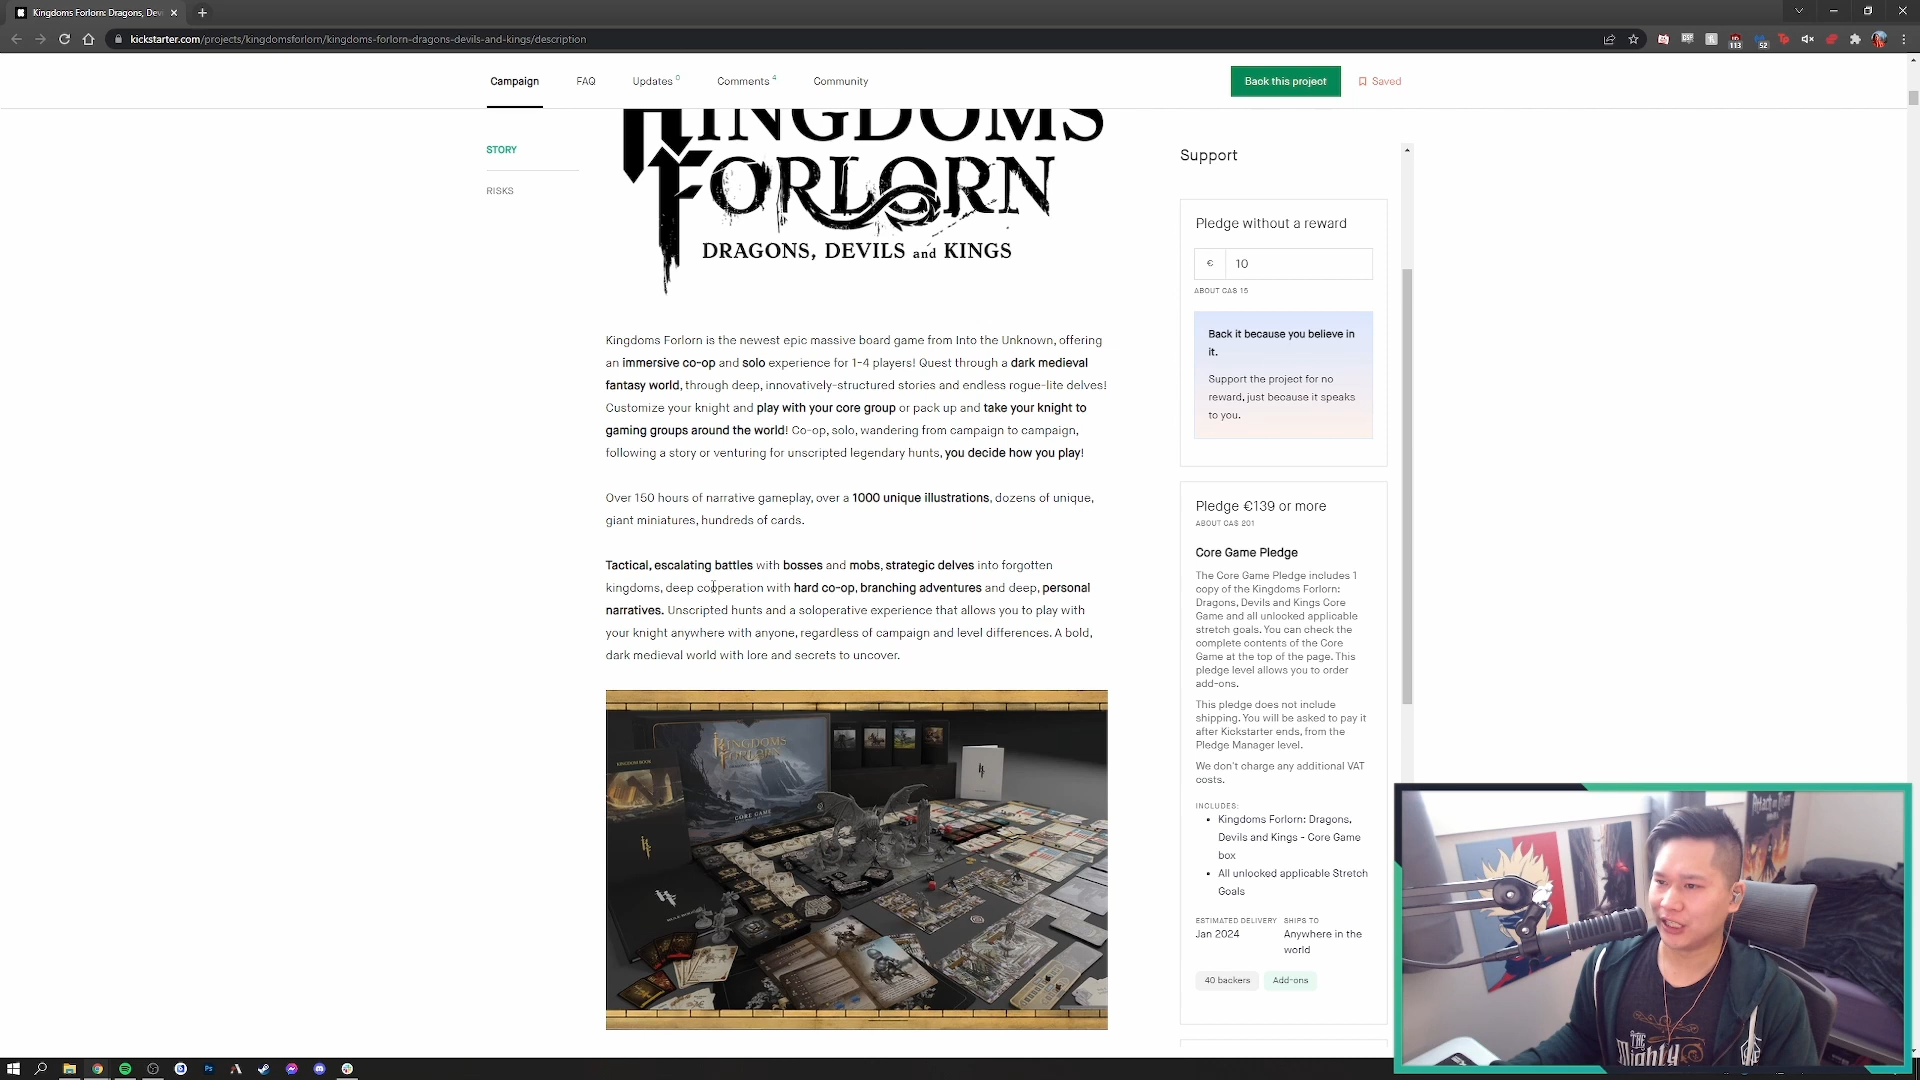 Kingdoms Forlorn: Dragons, Dev
kickstarter.com/projects/kingdomsforlorn/kingdoms-forlorn-dragons-devils-and-kings/description
113
52
Campaign
FAQ
Updates 0
Comments 4
Community
Back this project
Saved
STORY
RISKS
KINGDOMS
FORLORN
DRAGONS, DEVILS and KINGS
Kingdoms Forlorn is the newest epic massive board game from Into the Unknown, offering
an immersive co-op and solo experience for 1-4 players! Quest through a dark medieval
fantasy world, through deep, innovatively-structured stories and endless rogue-lite delves!
Customize your knight and play with your core group or pack up and take your knight to
gaming groups around the world! Co-op, solo, wandering from campaign to campaign,
following a story or venturing for unscripted legendary hunts, you decide how you play!
Over 150 hours of narrative gameplay, over a 1000 unique illustrations, dozens of unique,
giant miniatures, hundreds of cards.
Tactical, escalating battles with bosses and mobs, strategic delves into forgotten
kingdoms, deep cooperation with hard co-op, branching adventures and deep, personal
narratives. Unscripted hunts and a soloperative experience that allows you to play with
your knight anywhere with anyone, regardless of campaign and level differences. A bold,
dark medieval world with lore and secrets to uncover.
KINGDOM BOOK
KINGDOMS
FORLORN
CORE GAME
Support
Pledge without a reward
€ 10
ABOUT CA$ 15
Back it because you believe in
it.
Support the project for no
reward, just because it speaks
to you.
Pledge €139 or more
ABOUT CA$ 201
Core Game Pledge
The Core Game Pledge includes 1
copy of the Kingdoms Forlorn:
Dragons, Devils and Kings Core
Game and all unlocked applicable
stretch goals. You can check the
complete contents of the Core
Game at the top of the page. This
pledge level allows you to order
add-ons.
This pledge does not include
shipping. You will be asked to pay it
after Kickstarter ends, from the
Pledge Manager level.
We don't charge any additional VAT
costs.
INCLUDES:
Kingdoms Forlorn: Dragons,
Devils and Kings - Core Game
box
All unlocked applicable Stretch
Goals
ESTIMATED DELIVERY
Jan 2024
SHIPS TO
Anywhere in the
world
40 backers
Add-ons
Attack on Titan
THE
Mighty